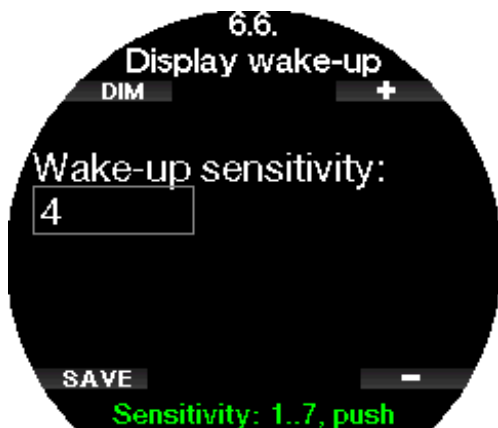 6.6.
Display wake-up
DIM +
Wake-up sensitivity:
4
SAVE -
Sensitivity: 1..7, push